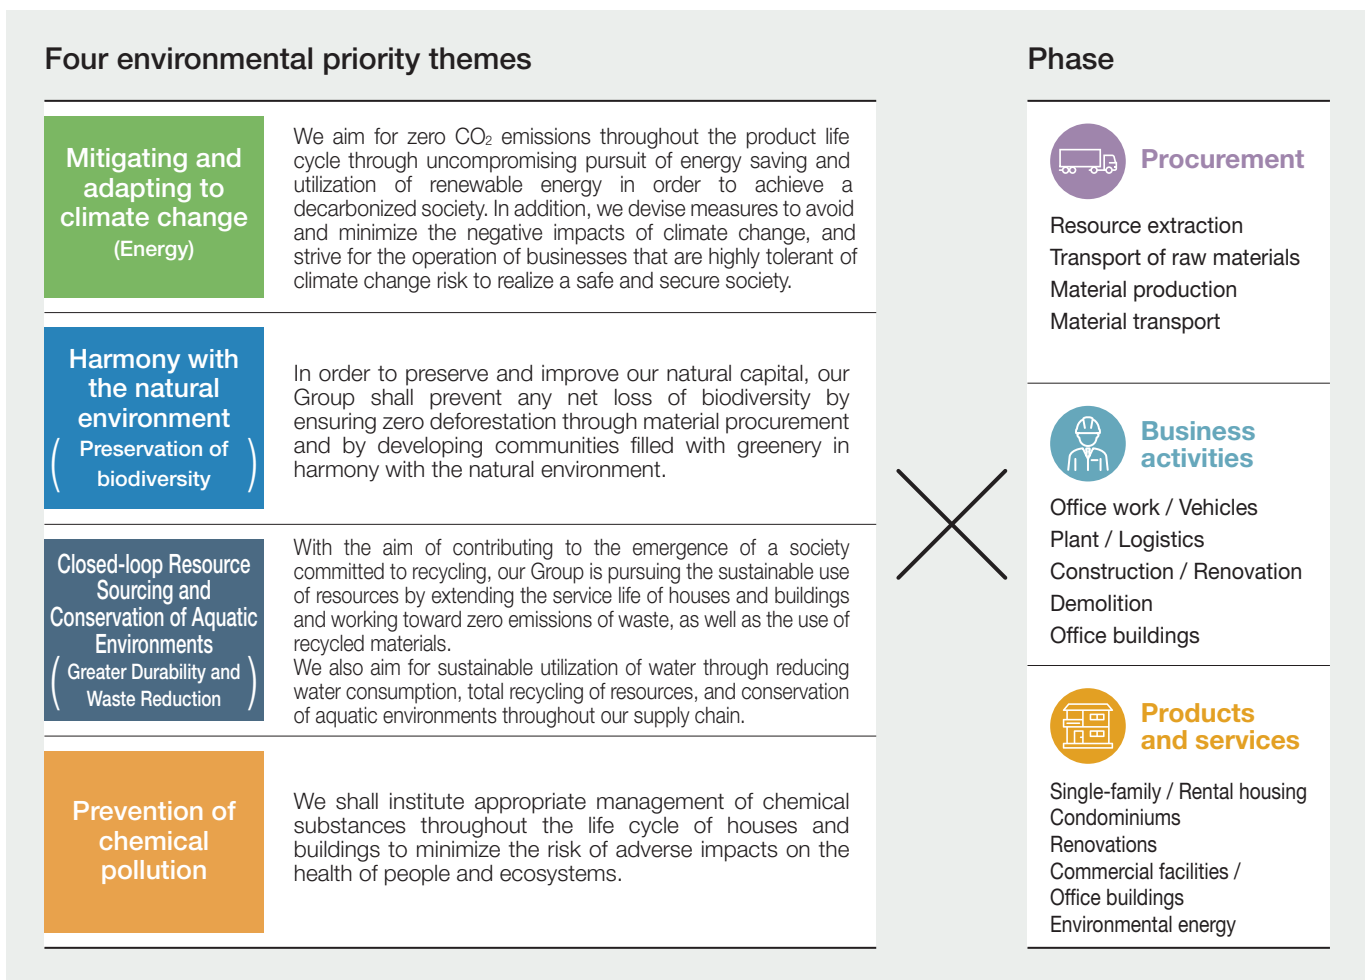 Four environmental priority themes
Mitigating and
adapting to
climate change
(Energy)
We aim for zero CO₂ emissions throughout the product life
cycle through uncompromising pursuit of energy saving and
utilization of renewable energy in order to achieve a
decarbonized society. In addition, we devise measures to avoid
and minimize the negative impacts of climate change, and
strive for the operation of businesses that are highly tolerant of
climate change risk to realize a safe and secure society.
Harmony with
the natural
environment
(Preservation of
biodiversity)
In order to preserve and improve our natural capital, our
Group shall prevent any net loss of biodiversity by
ensuring zero deforestation through material procurement
and by developing communities filled with greenery in
harmony with the natural environment.
Closed-loop Resource
Sourcing and
Conservation of Aquatic
Environments
(Greater Durability and
Waste Reduction)
With the aim of contributing to the emergence of a society
committed to recycling, our Group is pursuing the sustainable use
of resources by extending the service life of houses and buildings
and working toward zero emissions of waste, as well as the use of
recycled materials.
We also aim for sustainable utilization of water through reducing
water consumption, total recycling of resources, and conservation
of aquatic environments throughout our supply chain.
Prevention of
chemical
pollution
We shall institute appropriate management of chemical
substances throughout the life cycle of houses and
buildings to minimize the risk of adverse impacts on the
health of people and ecosystems.
Phase
Procurement
Resource extraction
Transport of raw materials
Material production
Material transport
Business
activities
Office work / Vehicles
Plant / Logistics
Construction / Renovation
Demolition
Office buildings
Products
and services
Single-family / Rental housing
Condominiums
Renovations
Commercial facilities /
Office buildings
Environmental energy